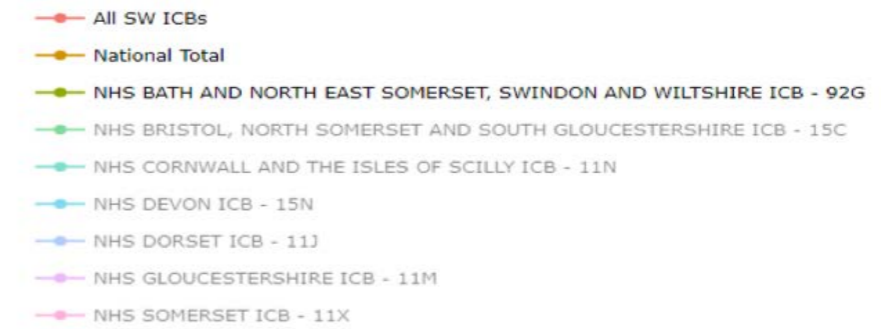 All SW ICBs
National Total
NHS BATH AND NORTH EAST SOMERSET, SWINDON AND WILTSHIRE ICB - 92G
NHS BRISTOL, NORTH SOMERSET AND SOUTH GLOUCESTERSHIRE ICB - 15C
NHS CORNWALL AND THE ISLES OF SCILLY ICB - 11N
NHS DEVON ICB - 15N
NHS DORSET ICB - 11J
NHS GLOUCESTERSHIRE ICB - 11M
NHS SOMERSET ICB - 11X